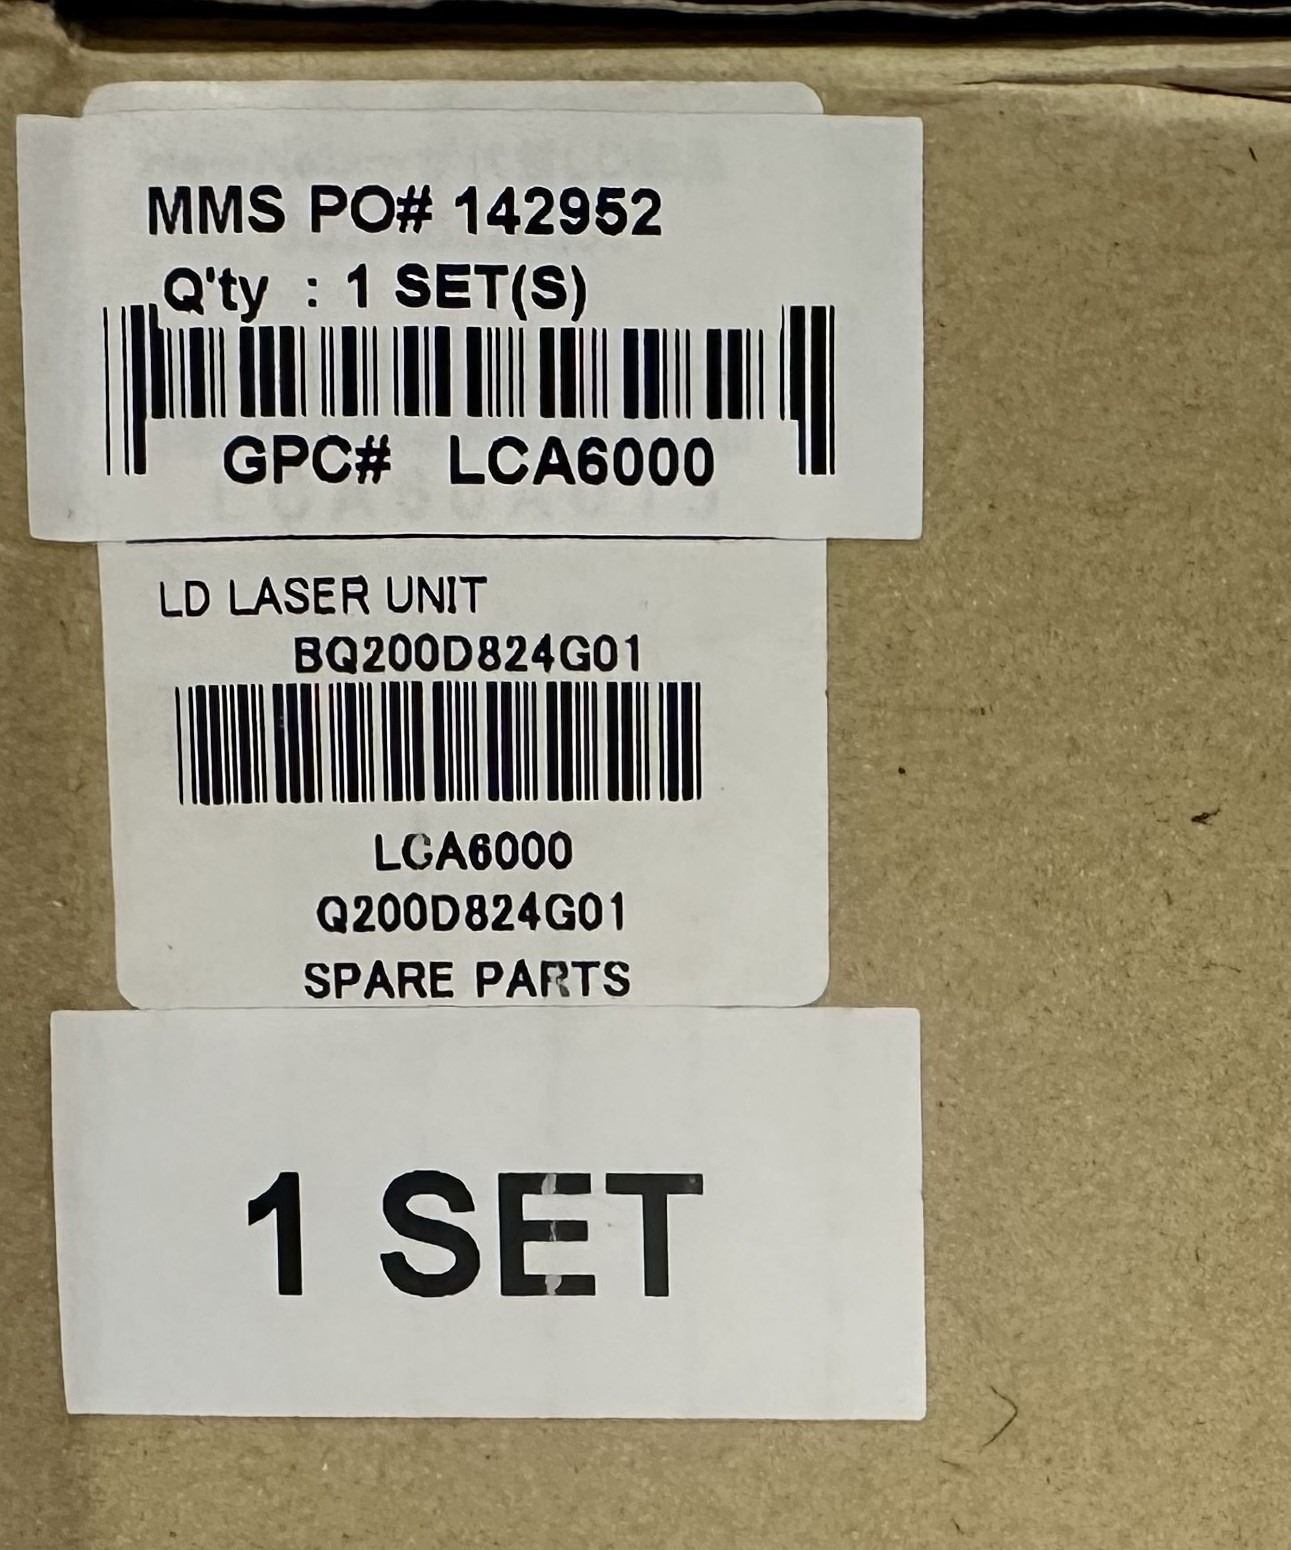 MMS PO# 142952
Q'ty : 1 SET(S)
GPC# LCA6000
LD LASER UNIT
BQ200D824G01
LCA6000
Q200D824G01
SPARE PARTS
1 SET